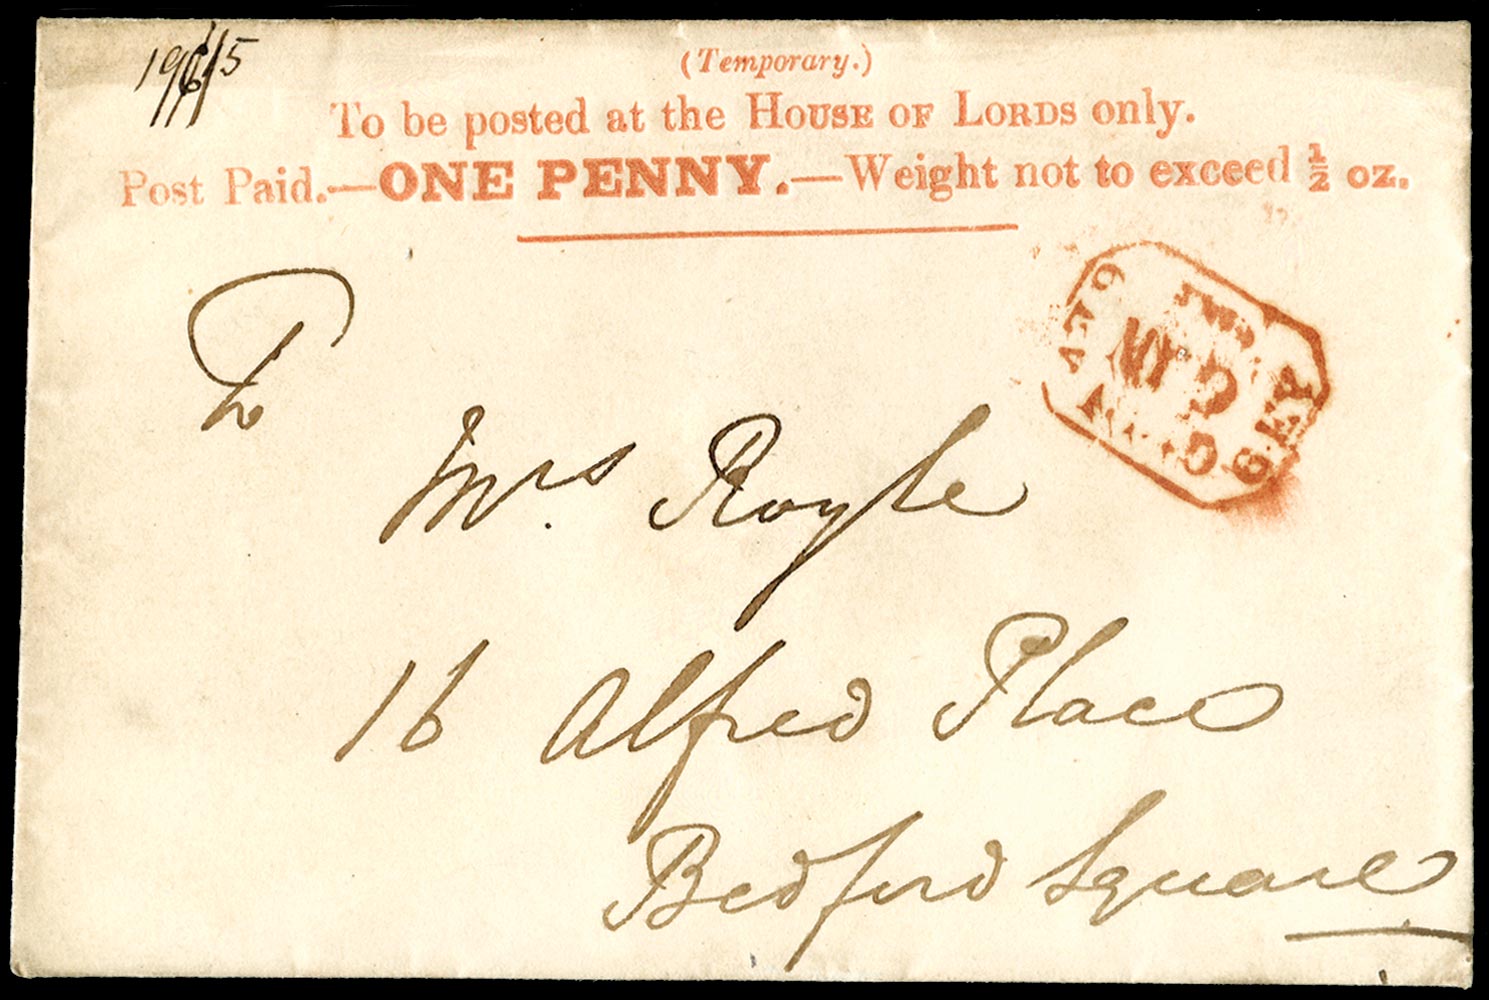 (Temporary.)
To be posted at the HOUSE OF LORDS only.
Post Paid.—ONE PENNY.—Weight not to exceed ½ oz.
To
Mrs. Royle
16 Alfred Place
Bedford Square